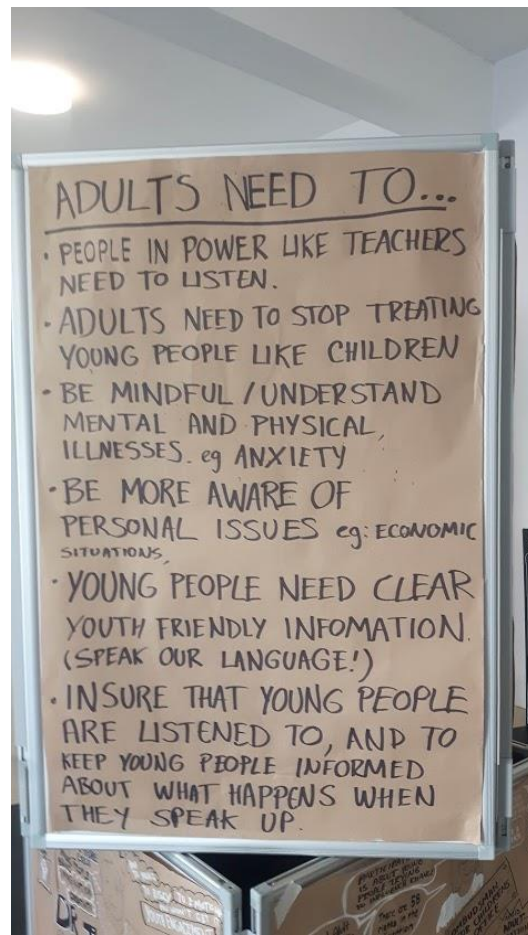 ADULTS NEED TO...
• PEOPLE IN POWER LIKE TEACHERS
NEED TO LISTEN.
• ADULTS NEED TO STOP TREATING
YOUNG PEOPLE LIKE CHILDREN
• BE MINDFUL / UNDERSTAND
MENTAL AND PHYSICAL,
ILLNESSES. eg ANXIETY
• BE MORE AWARE OF
PERSONAL ISSUES eg: ECONOMIC
SITUATIONS,
• YOUNG PEOPLE NEED CLEAR
YOUTH FRIENDLY INFOMATION.
(SPEAK OUR LANGUAGE!)
• INSURE THAT YOUNG PEOPLE
ARE LISTENED TO, AND TO
KEEP YOUNG PEOPLE INFORMED
ABOUT WHAT HAPPENS WHEN
THEY SPEAK UP.
IS ABOUT